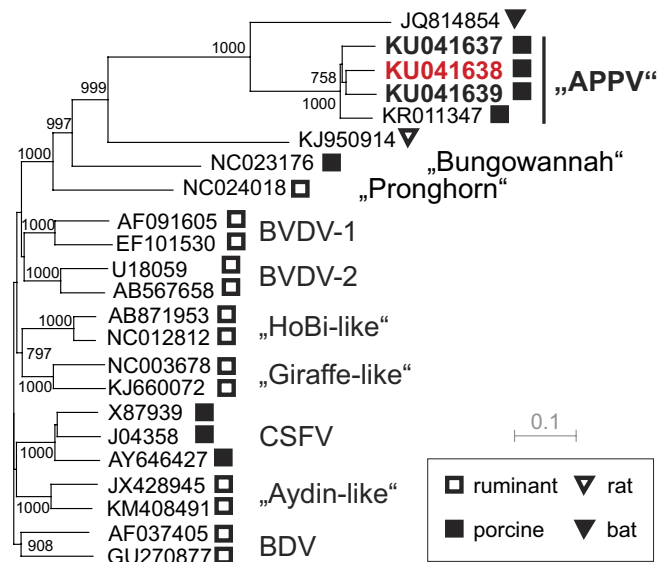 JQ814854
1000
KU041637
758
KU041638
„APPV“
999
KU041639
1000
KR011347
997
KJ950914
1000
NC023176
„Bungowannah“
NC024018
„Pronghorn“
1000
AF091605
BVDV-1
EF101530
1000
U18059
BVDV-2
AB567658
1000
AB871953
„HoBi-like“
NC012812
797
NC003678
„Giraffe-like“
1000
KJ660072
X87939
CSFV
J04358
0.1
1000
AY646427
JX428945
„Aydin-like“
1000
KM408491
AF037405
BDV
908
GU270877
ruminant
rat
porcine
bat